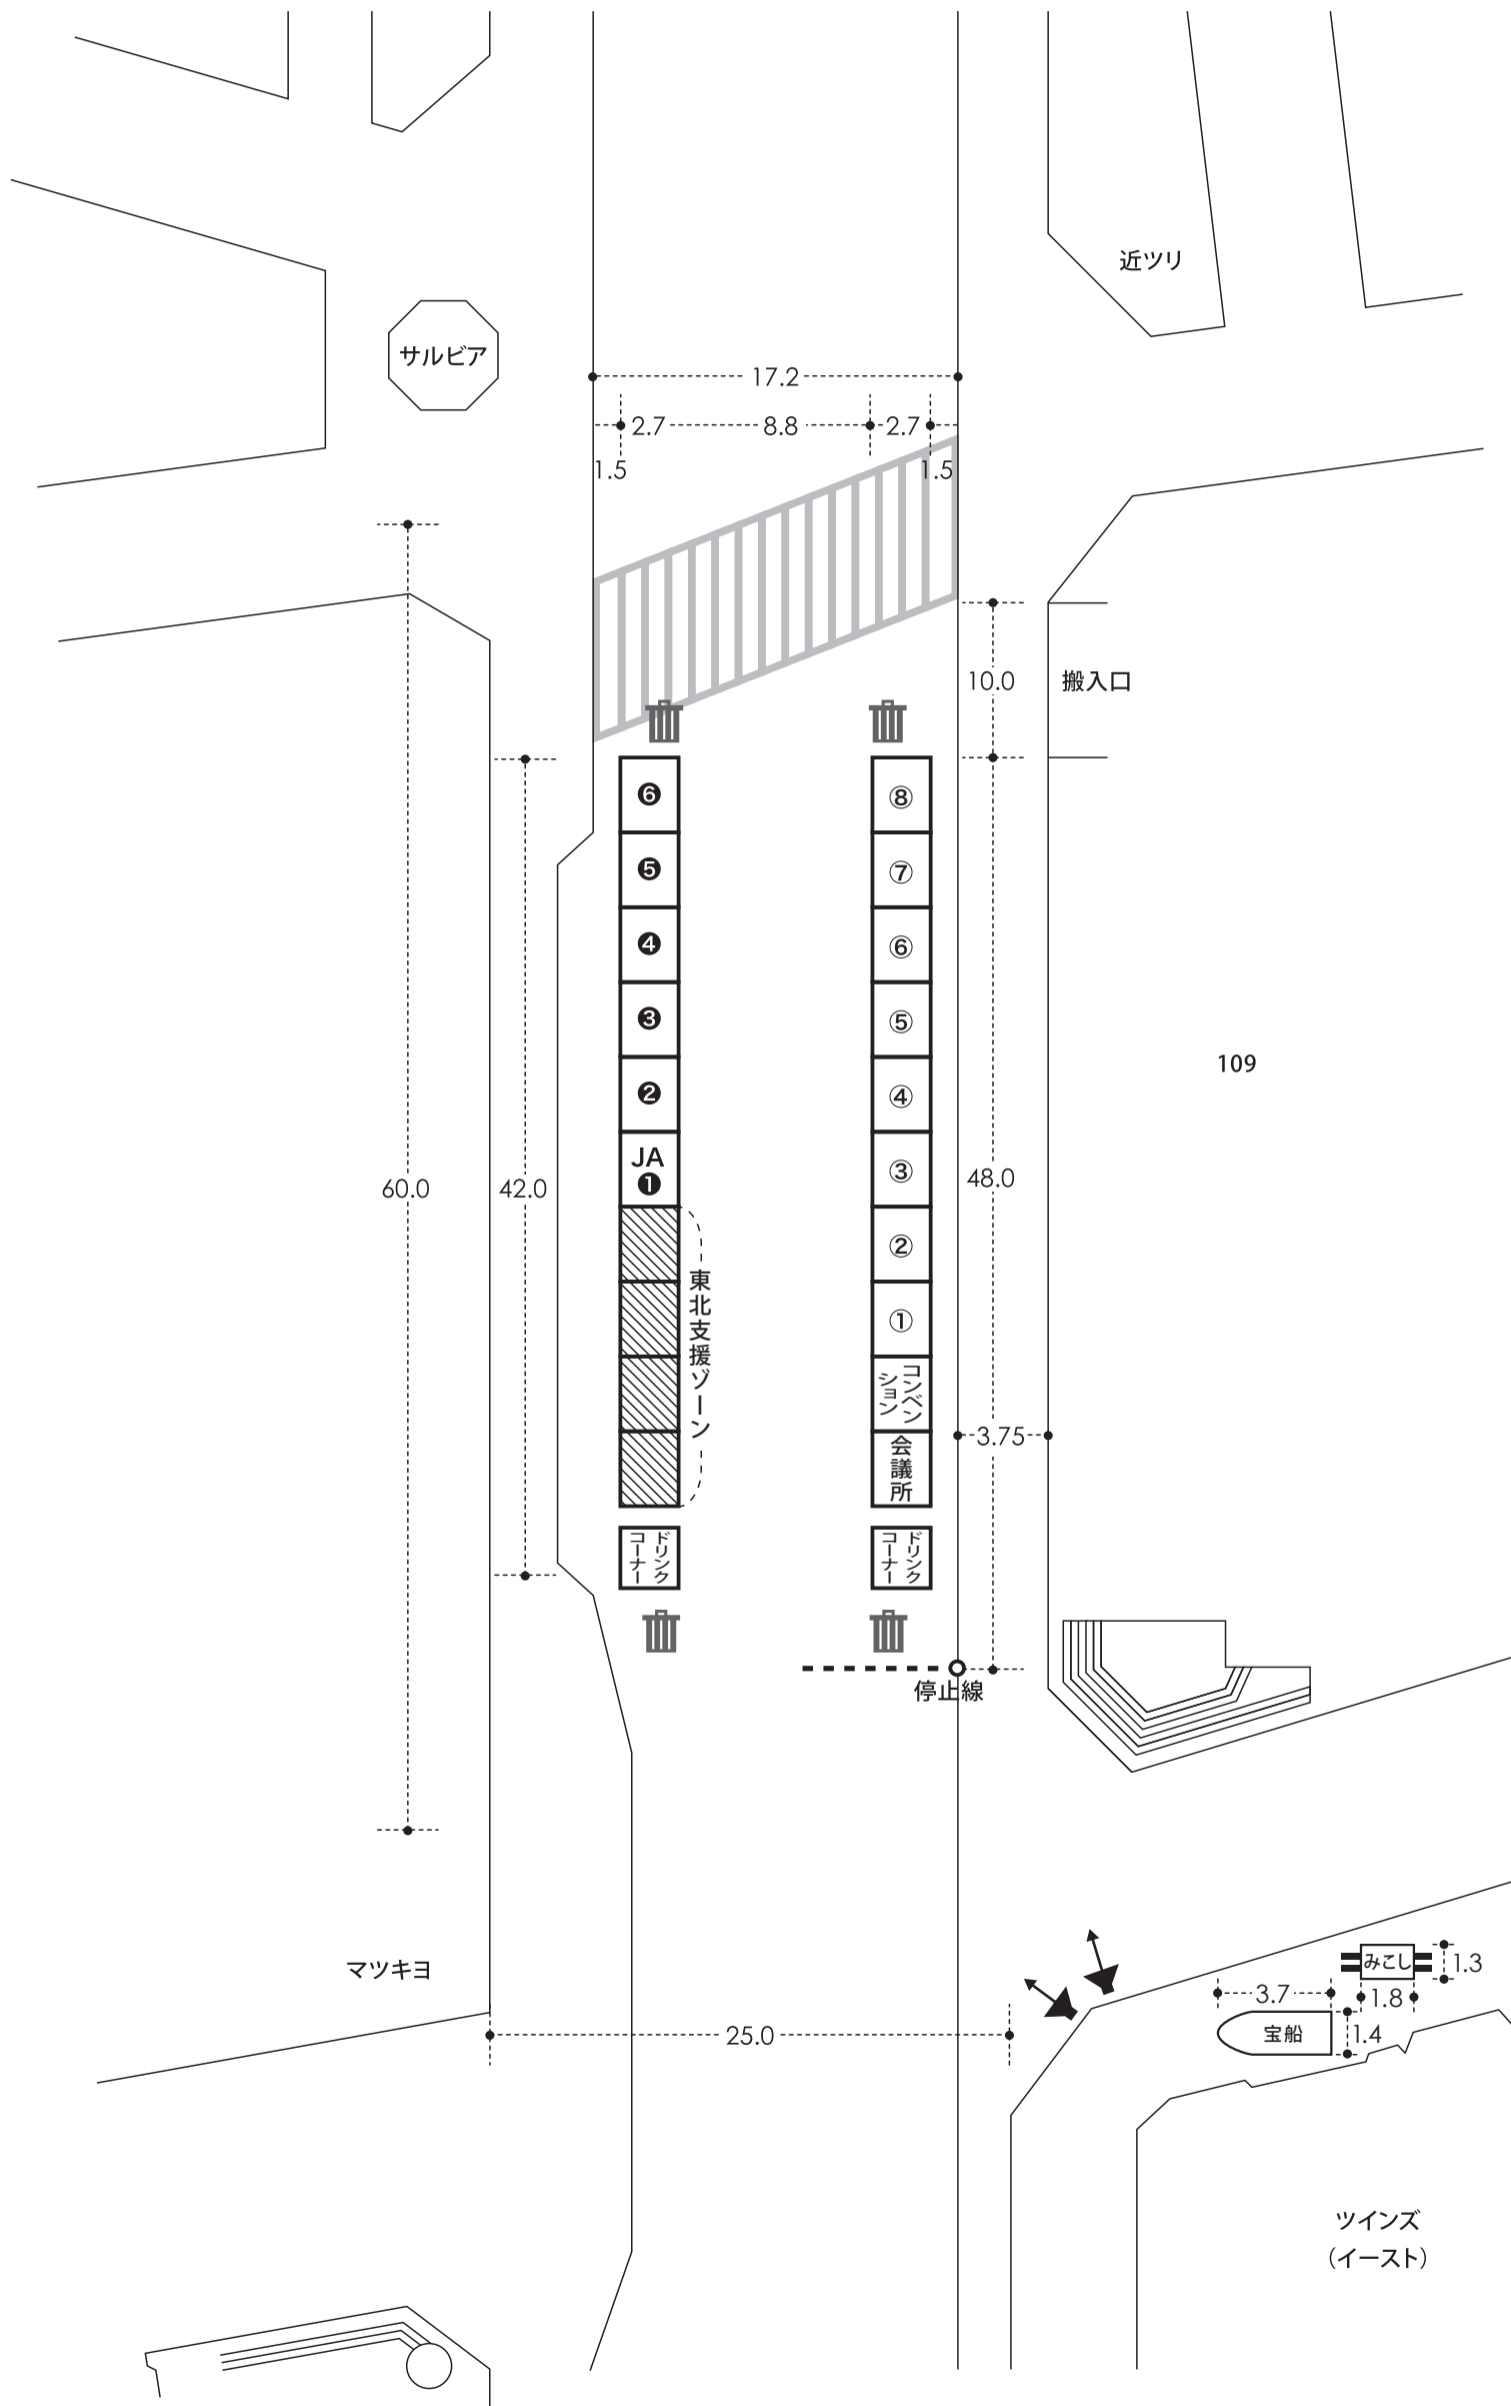 近ツリ
サルビア
17.2
2.7
8.8
2.7
1.5
1.5
10.0
搬入口
❻
⑧
❺
⑦
❹
⑥
❸
⑤
109
❷
④
JA
❶
③
60.0
42.0
48.0
②
東北支援ゾーン
①
コンベン
ション
3.75
会議所
ドリンク
コーナー
ドリンク
コーナー
停止線
マツキヨ
みこし
1.3
3.7
1.8
25.0
宝船
1.4
ツインズ
（イースト）